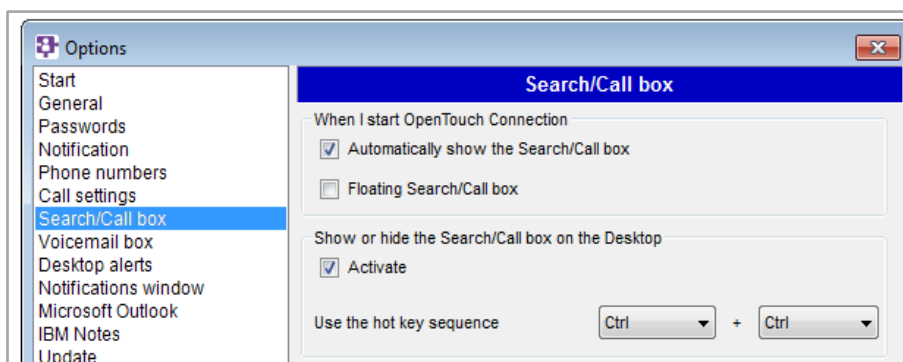 Options
Start
General
Passwords
Notification
Phone numbers
Call settings
Search/Call box
Voicemail box
Desktop alerts
Notifications window
Microsoft Outlook
IBM Notes
Update
Search/Call box
When I start OpenTouch Connection
Automatically show the Search/Call box
Floating Search/Call box
Show or hide the Search/Call box on the Desktop
Activate
Use the hot key sequence Ctrl + Ctrl